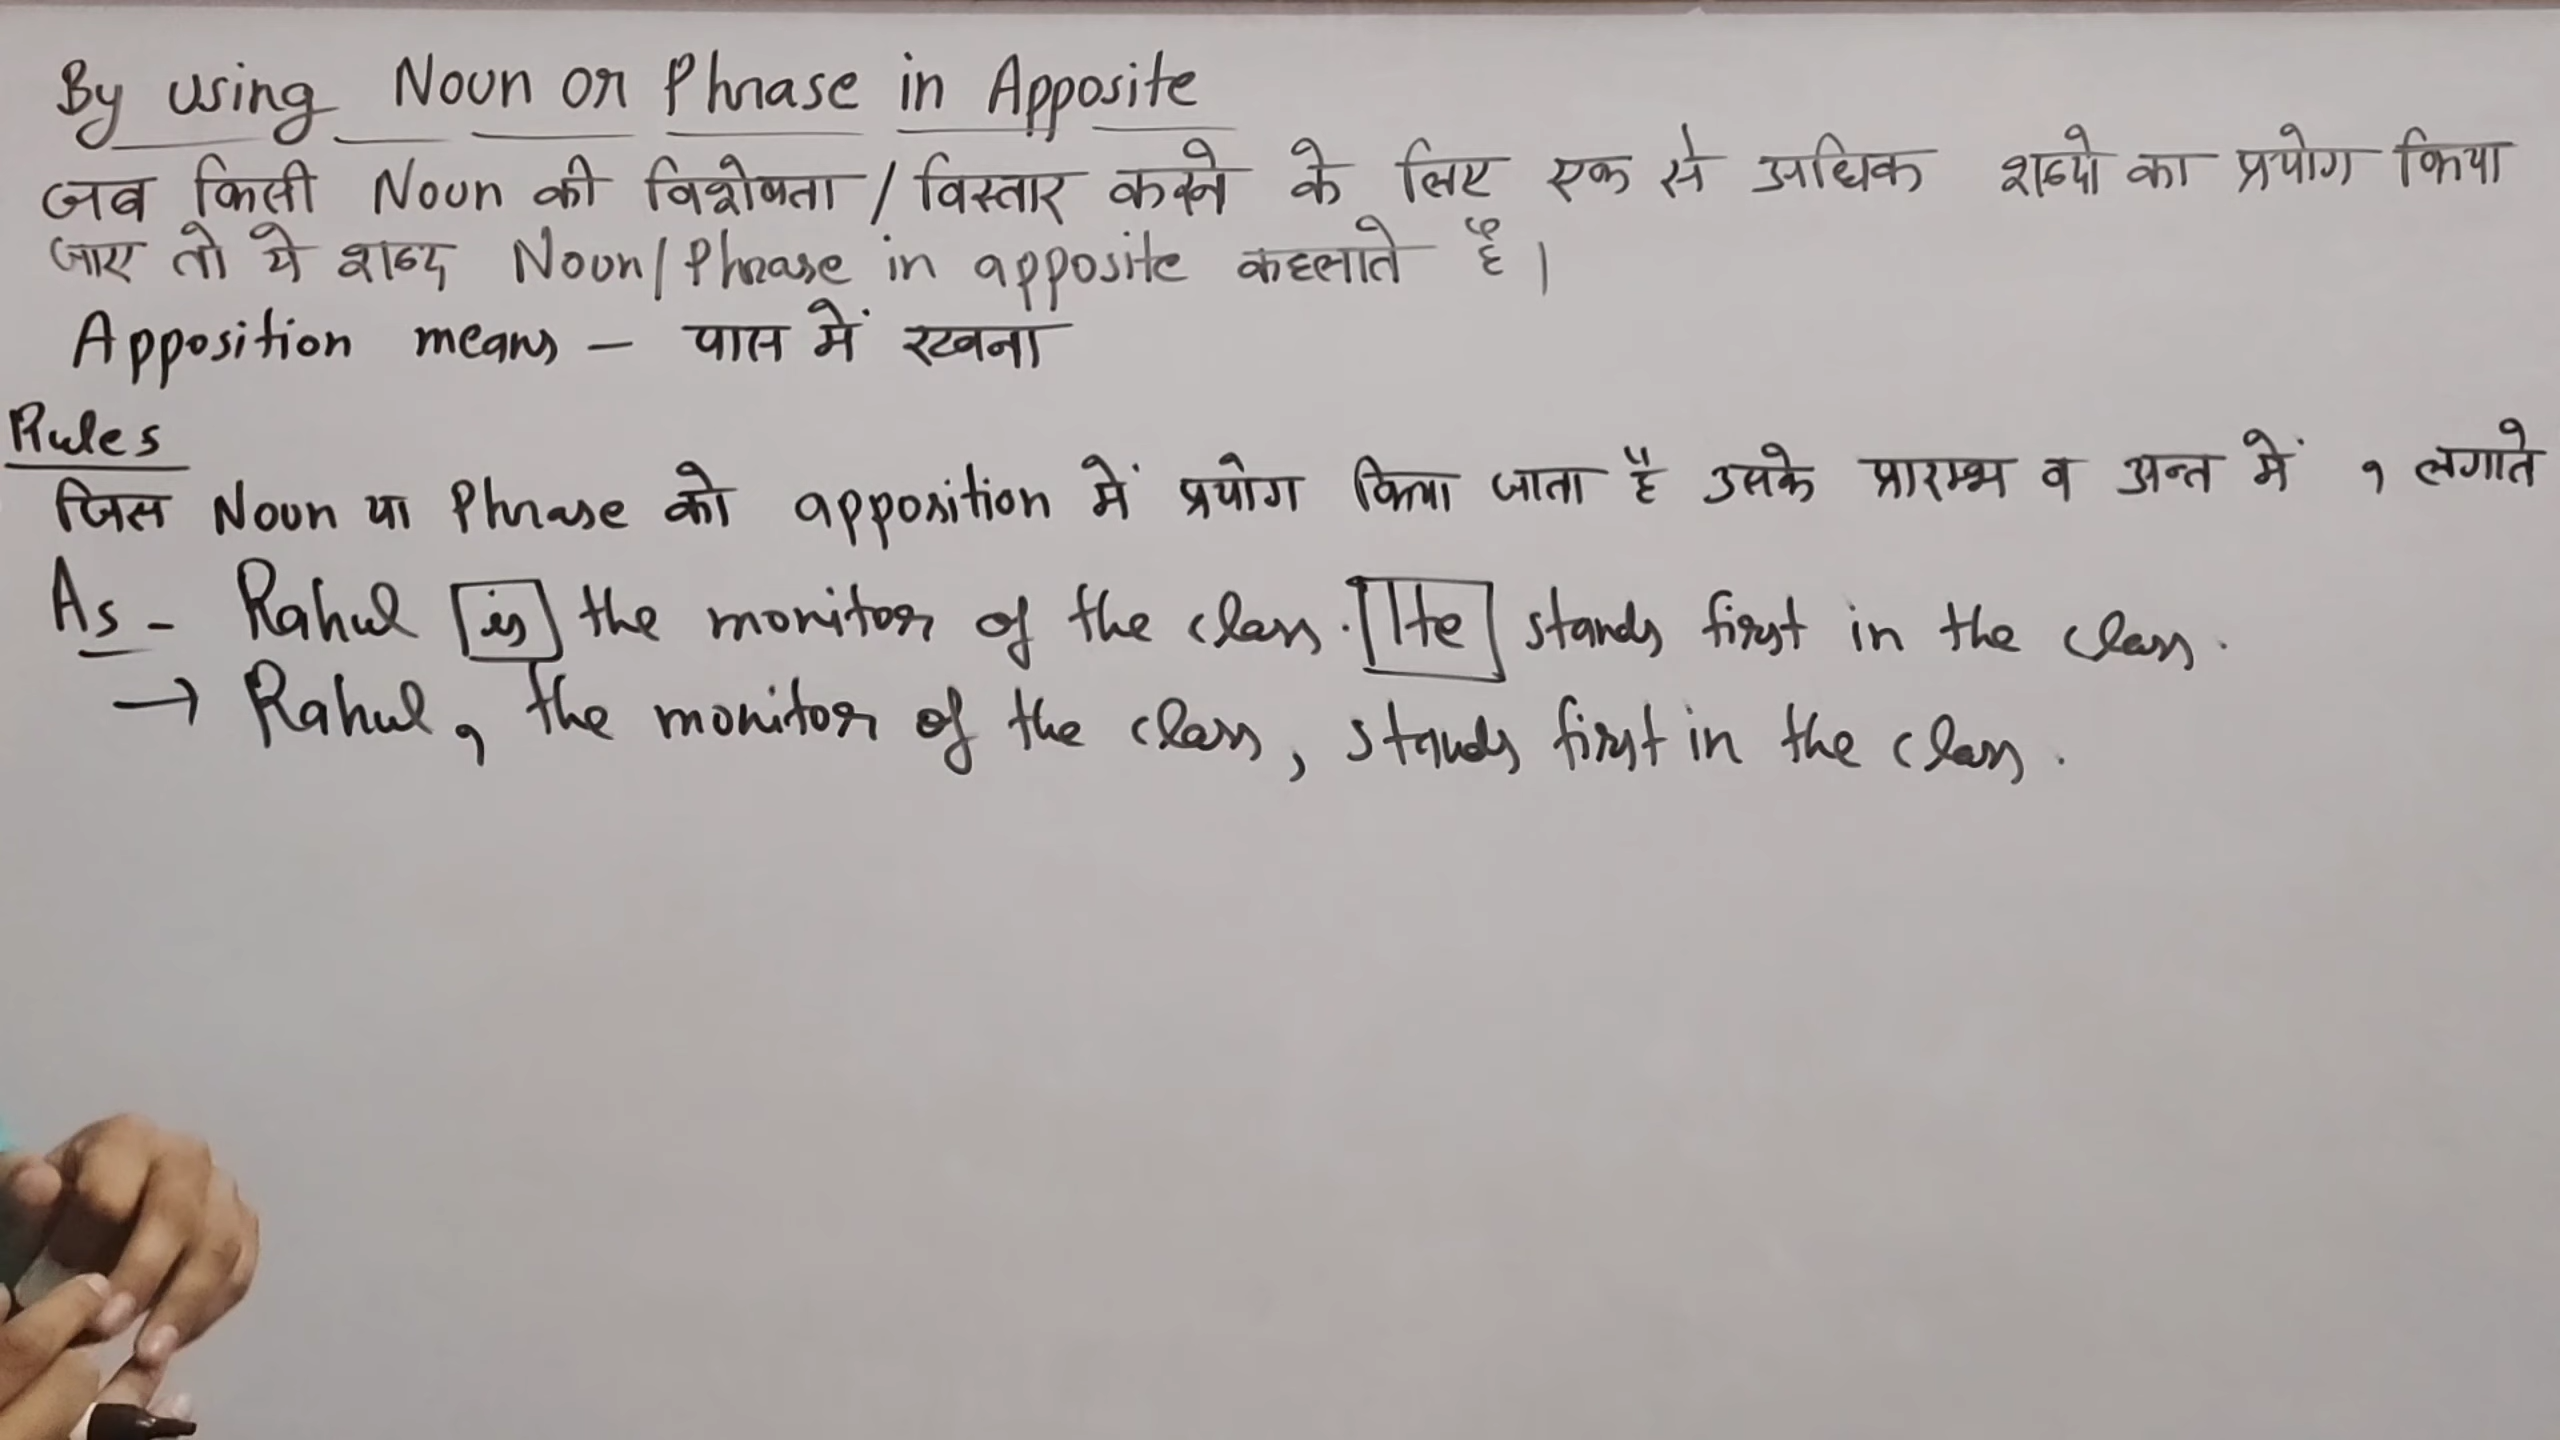 By using Noun or Phrase in Apposite
जब किसी Noun की विशेषता / विस्तार करने के लिए एक से अधिक शब्दो का प्रयोग किया
जाए तो ये शब्द Noun/Phrase in apposite कहलाते है।
Apposition means – पास में रखना
Rules
जिस Noun या Phrase को apposition में प्रयोग किया जाता है उसके प्रारम्भ व अन्त में , लगाते
As - Rahul is the monitor of the class. He stands first in the class.
→ Rahul, the monitor of the class, stands first in the class.